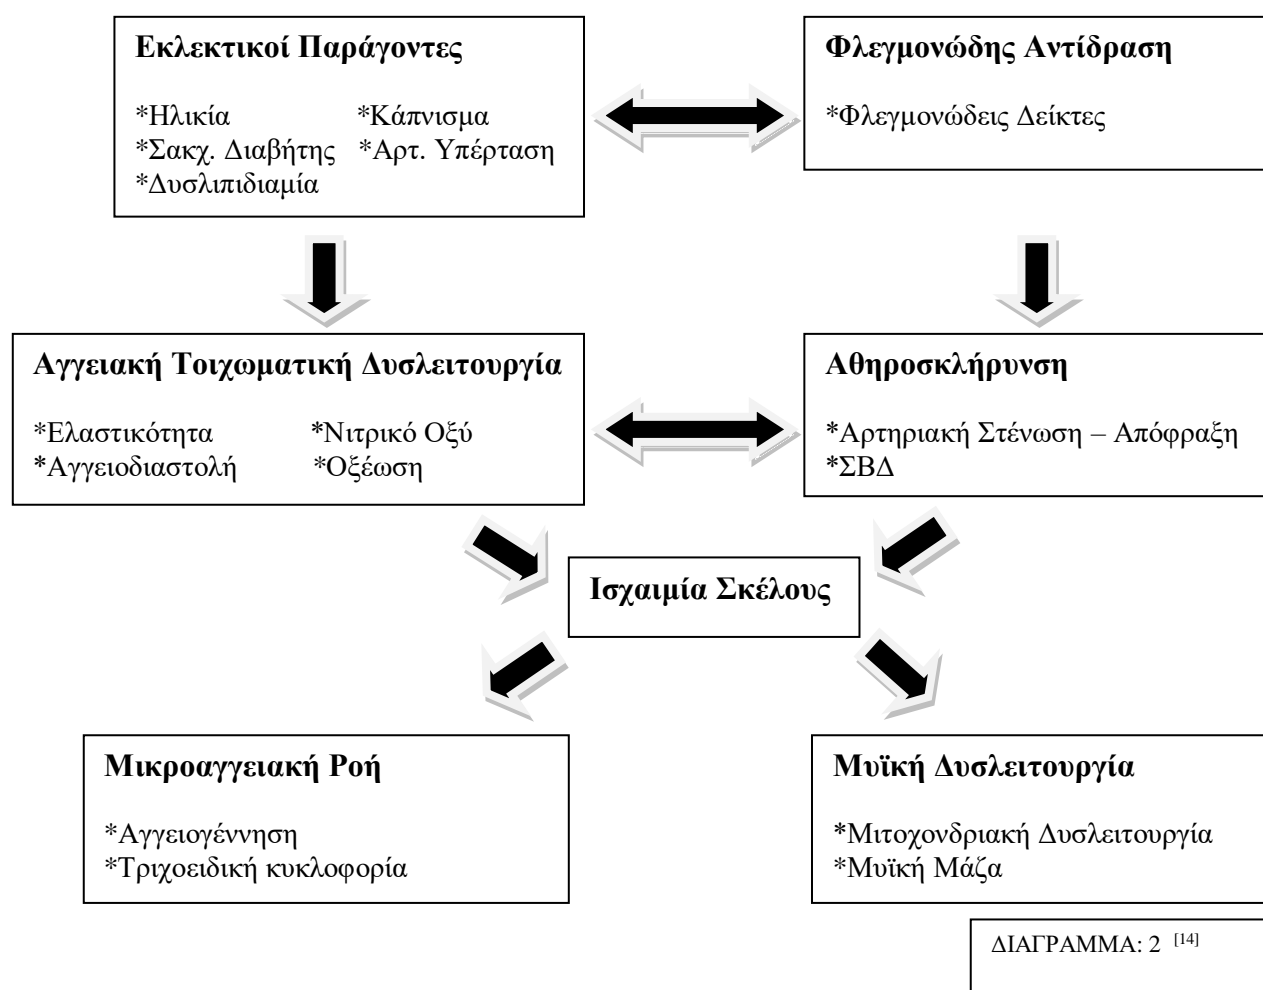 Εκλεκτικοί Παράγοντες
*Ηλικία *Κάπνισμα
*Σακχ. Διαβήτης *Αρτ. Υπέρταση
*Δυσλιπιδιαμία
Φλεγμονώδης Αντίδραση
*Φλεγμονώδεις Δείκτες
Αγγειακή Τοιχωματική Δυσλειτουργία
*Ελαστικότητα *Νιτρικό Οξύ
*Αγγειοδιαστολή *Οξέωση
Αθηροσκλήρυνση
*Αρτηριακή Στένωση – Απόφραξη
*ΣΒΔ
Ισχαιμία Σκέλους
Μικροαγγειακή Ροή
*Αγγειογέννηση
*Τριχοειδική κυκλοφορία
Μυϊκή Δυσλειτουργία
*Μιτοχονδριακή Δυσλειτουργία
*Μυϊκή Μάζα
ΔΙΑΓΡΑΜΜΑ: 2 [14]